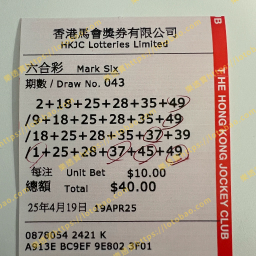 香港馬會獎券有限公司
HKJC Lotteries Limited
六合彩 Mark Six
期數 / Draw No. 043
2+18+25+28+35+49
/9+18+25+28+35+49
/18+25+28+35+37+39
/1+25+28+37+45+49
每注 Unit Bet $10.00
總額 Total $40.00
25年4月19日 19APR25
0878054 2421 K
A913E BC9EF 9E802 3F01
THE HONG KONG JOCKEY CLUB